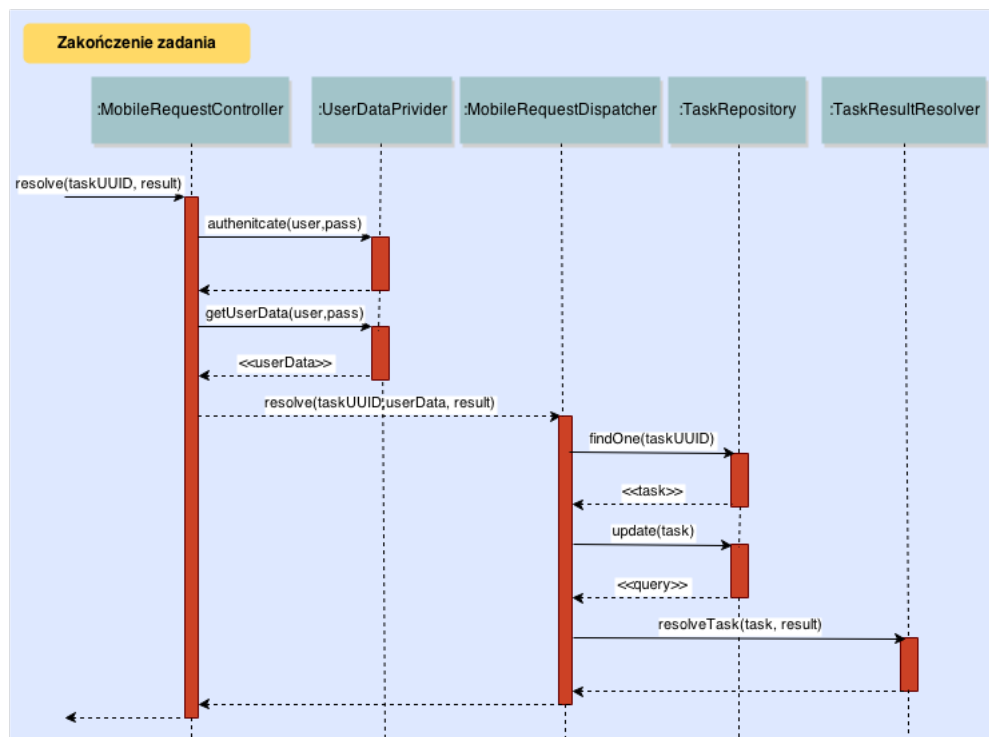 Zakończenie zadania
:MobileRequestController
:UserDataPrivider
:MobileRequestDispatcher
:TaskRepository
:TaskResultResolver
resolve(taskUUID, result)
authenitcate(user,pass)
getUserData(user,pass)
<<userData>>
resolve(taskUUID,userData, result)
findOne(taskUUID)
<<task>>
update(task)
<<query>>
resolveTask(task, result)